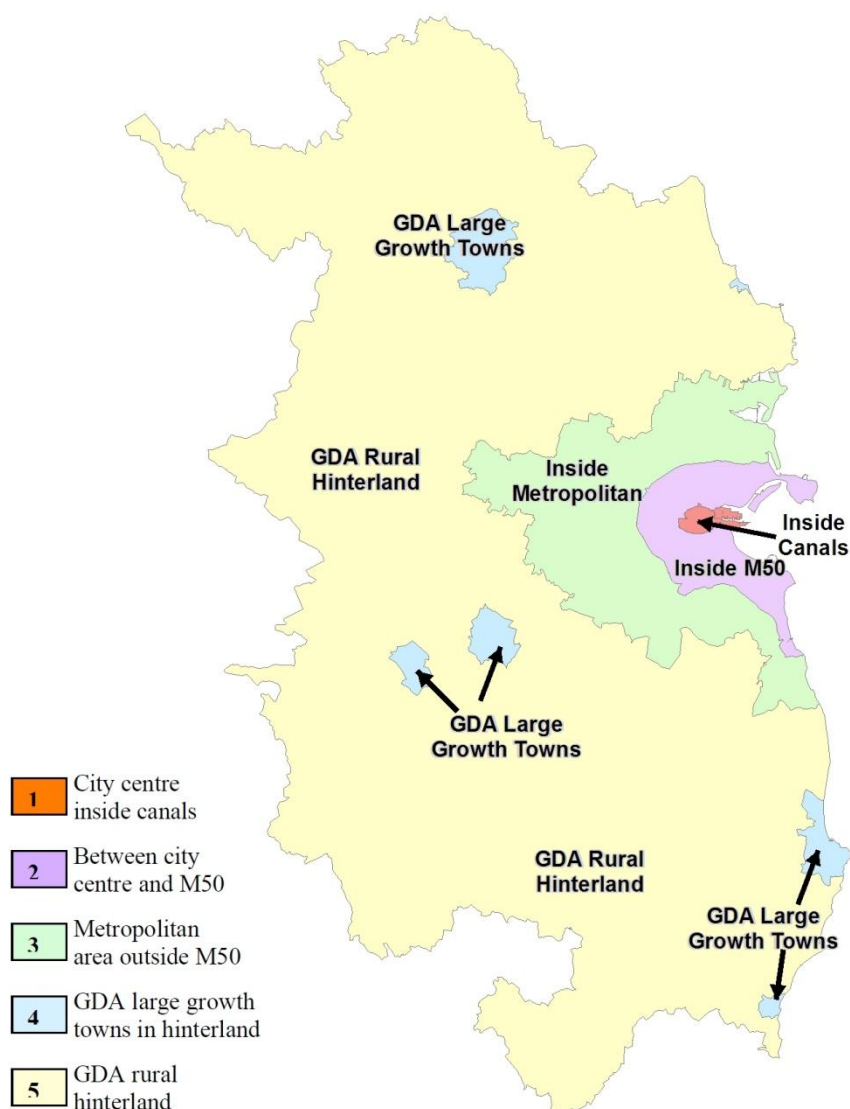 GDA Large
Growth Towns
GDA Rural
Hinterland
Inside
Metropolitan
Inside
Canals
Inside M50
GDA Large
Growth Towns
GDA Rural
Hinterland
GDA Large
Growth Towns
1 City centre
inside canals
2 Between city
centre and M50
3 Metropolitan
area outside M50
4 GDA large growth
towns in hinterland
5 GDA rural
hinterland